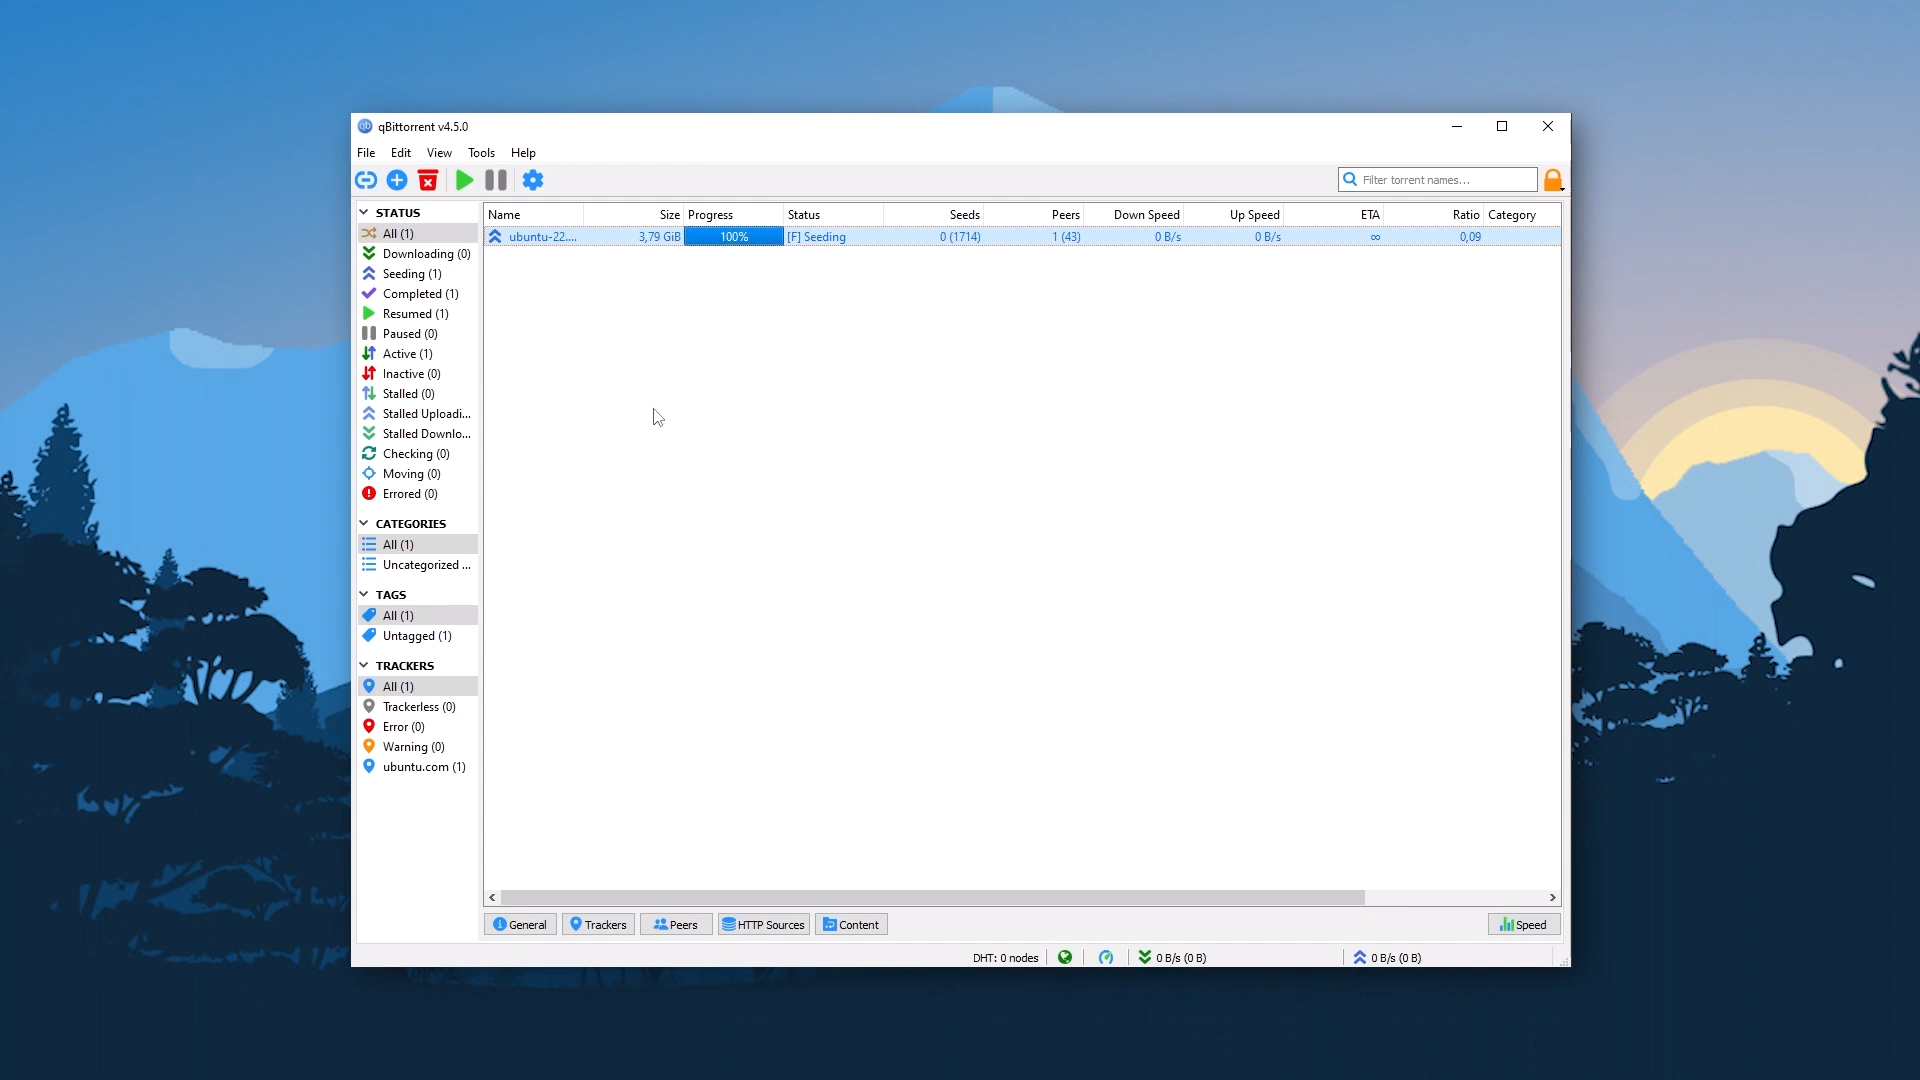 qBittorrent v4.5.0
File Edit View Tools Help
Filter torrent names...
STATUS
All (1)
Downloading (0)
Seeding (1)
Completed (1)
Resumed (1)
Paused (0)
Active (1)
Inactive (0)
Stalled (0)
Stalled Uploadi...
Stalled Downlo...
Checking (0)
Moving (0)
Errored (0)
CATEGORIES
All (1)
Uncategorized ...
TAGS
All (1)
Untagged (1)
TRACKERS
All (1)
Trackerless (0)
Error (0)
Warning (0)
ubuntu.com (1)
Name Size Progress Status Seeds Peers Down Speed Up Speed ETA Ratio Category
ubuntu-22.... 3,79 GiB 100% [F] Seeding 0 (1714) 1 (43) 0 B/s 0 B/s ∞ 0,09
General Trackers Peers HTTP Sources Content Speed
DHT: 0 nodes 0 B/s (0 B) 0 B/s (0 B)